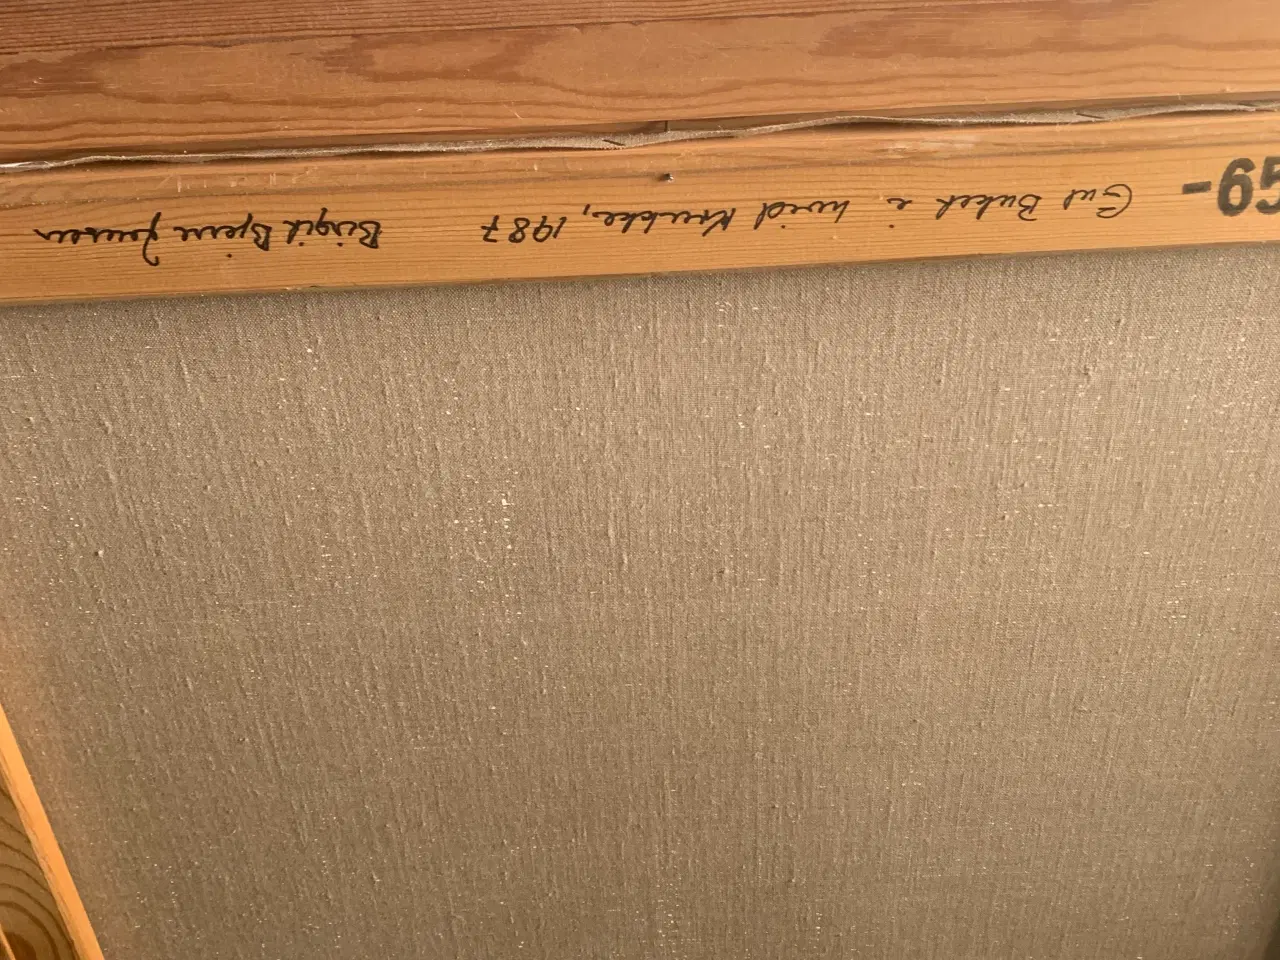 Gul Buket i hvid Krukke, 1987 Birgit Bjerre Jensen
-65